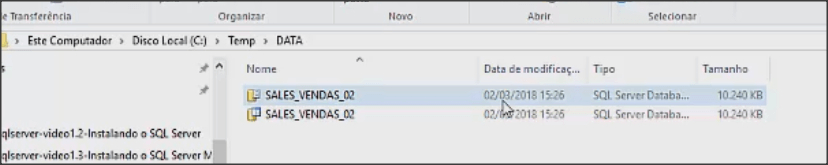 e Transferência Organizar Novo Abrir Selecionar
Este Computador > Disco Local (C:) > Temp > DATA
Nome Data de modificaç... Tipo Tamanho
SALES_VENDAS_02 02/03/2018 15:26 SQL Server Databa... 10.240 KB
SALES_VENDAS_02 02/03/2018 15:26 SQL Server Databa... 10.240 KB
qlserver-video1.2-Instalando o SQL Server
qlserver-video1.3-Instalando o SQL Server M